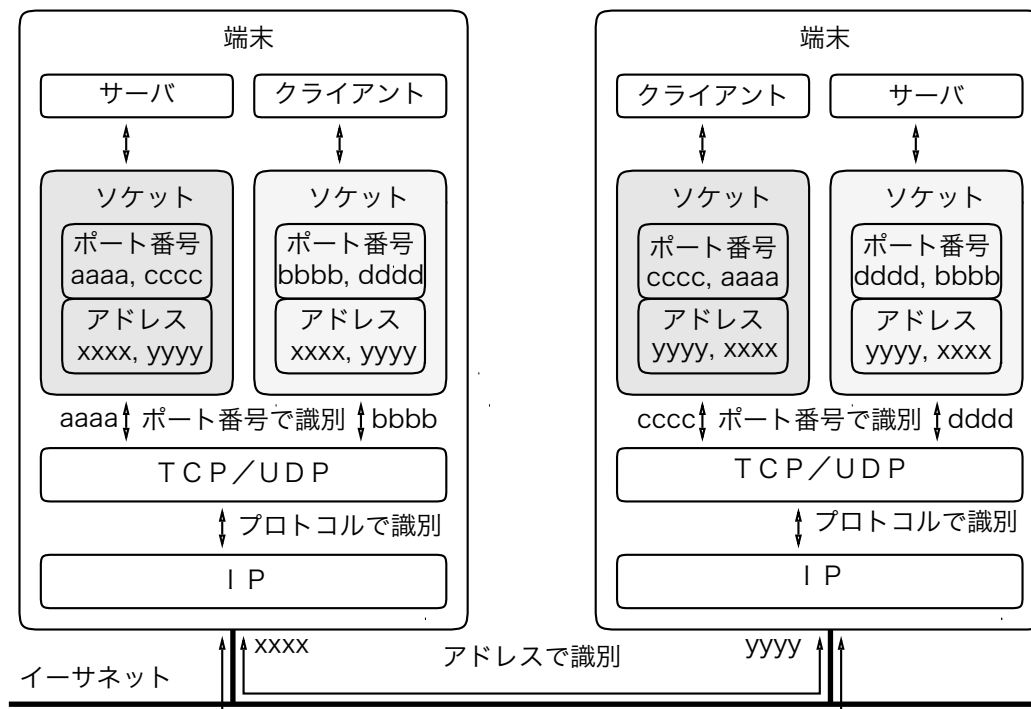 端末
サーバ
クライアント
ソケット
ポート番号
aaaa, cccc
アドレス
xxxx, yyyy
ソケット
ポート番号
bbbb, dddd
アドレス
xxxx, yyyy
aaaa
ポート番号で識別
bbbb
TCP／UDP
プロトコルで識別
IP
端末
クライアント
サーバ
ソケット
ポート番号
cccc, aaaa
アドレス
yyyy, xxxx
ソケット
ポート番号
dddd, bbbb
アドレス
yyyy, xxxx
cccc
ポート番号で識別
dddd
TCP／UDP
プロトコルで識別
IP
xxxx
アドレスで識別
yyyy
イーサネット